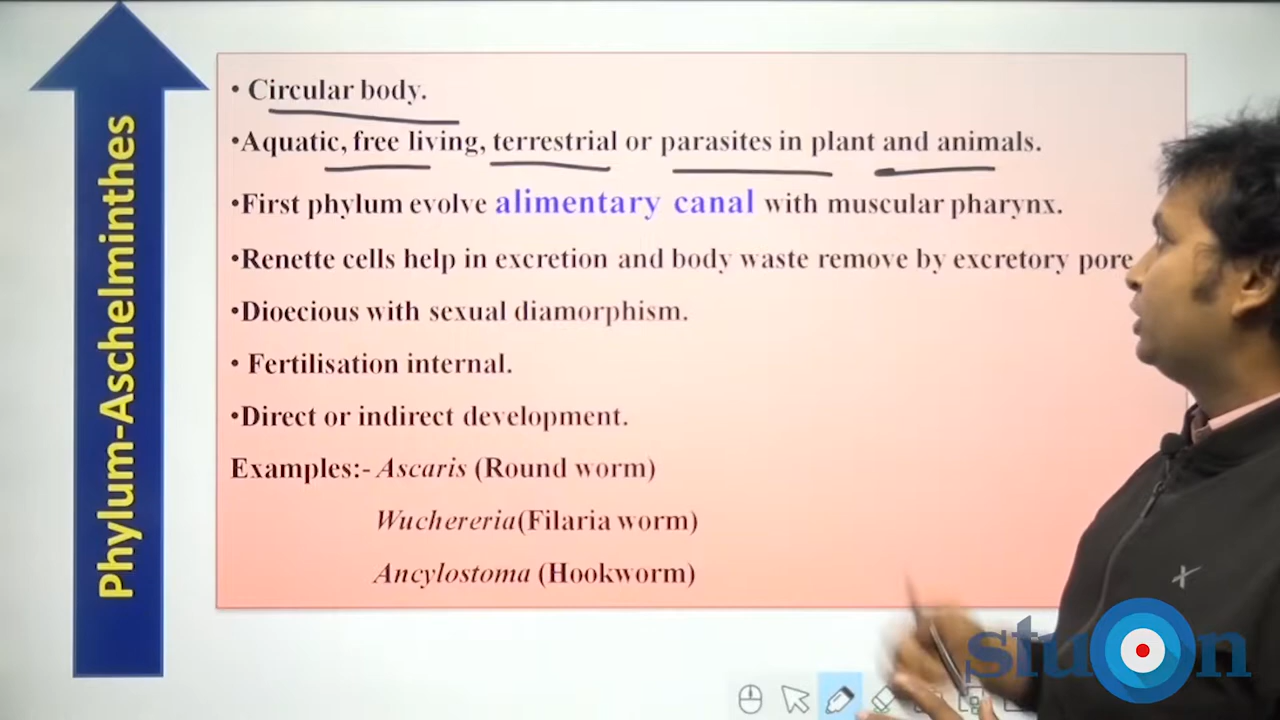 Phylum-Aschelminthes
• Circular body.
•Aquatic, free living, terrestrial or parasites in plant and animals.
•First phylum evolve alimentary canal with muscular pharynx.
•Renette cells help in excretion and body waste remove by excretory pore
•Dioecious with sexual diamorphism.
• Fertilisation internal.
•Direct or indirect development.
Examples:- Ascaris (Round worm)
Wuchereria(Filaria worm)
Ancylostoma (Hookworm)
stuOn